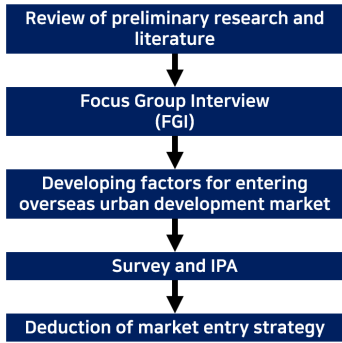 Review of preliminary research and
literature
Focus Group Interview
(FGI)
Developing factors for entering
overseas urban development market
Survey and IPA
Deduction of market entry strategy